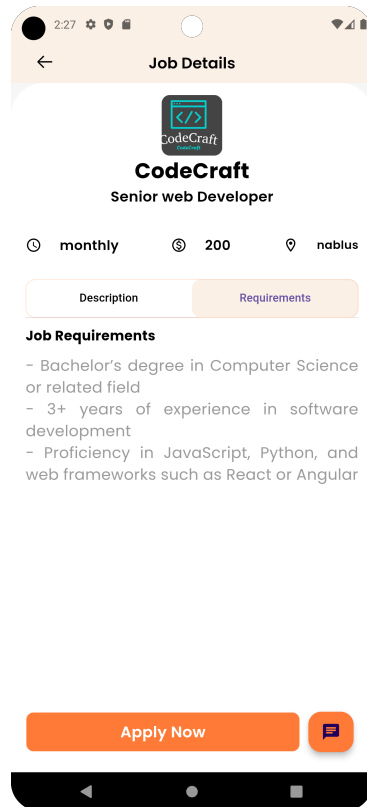 2:27
Job Details
</>
CodeCraft
CodeCraft
CodeCraft
Senior web Developer
monthly
$ 200
nablus
Description
Requirements
Job Requirements
- Bachelor's degree in Computer Science
or related field
- 3+ years of experience in software
development
- Proficiency in JavaScript, Python, and
web frameworks such as React or Angular
Apply Now